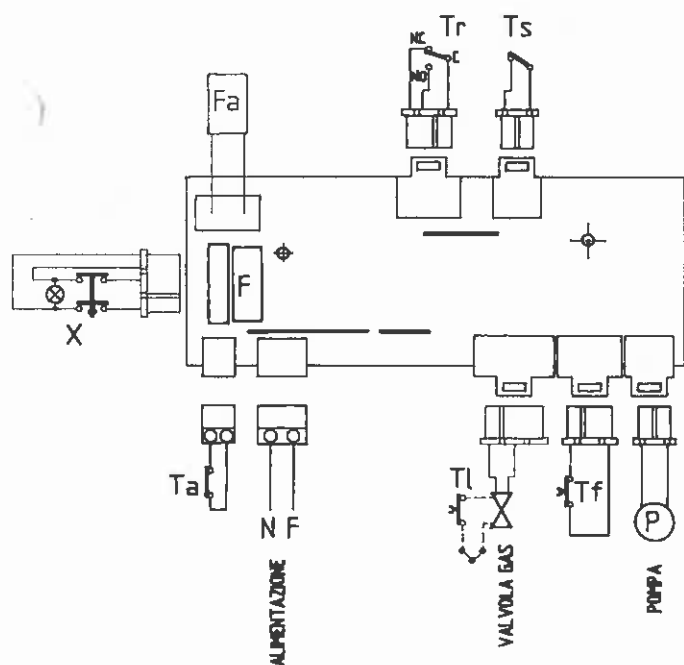 Tr
Ts
NC
C
NO
Fa
F
X
Ta
N F
ALIMENTAZIONE
Tl
VALVOLA GAS
Tf
P
POMPA